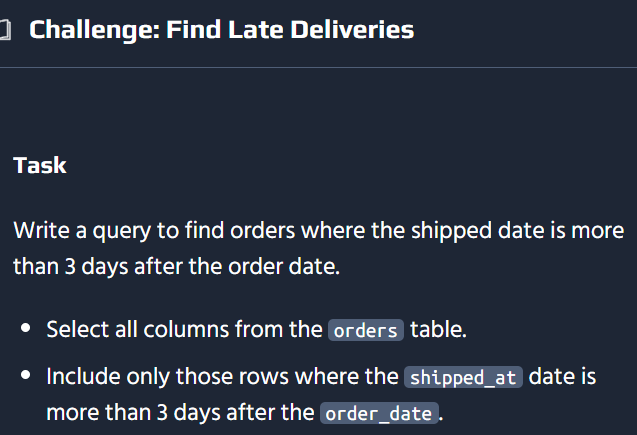 Challenge: Find Late Deliveries
Task
Write a query to find orders where the shipped date is more
than 3 days after the order date.
• Select all columns from the orders table.
• Include only those rows where the shipped_at date is
more than 3 days after the order_date.